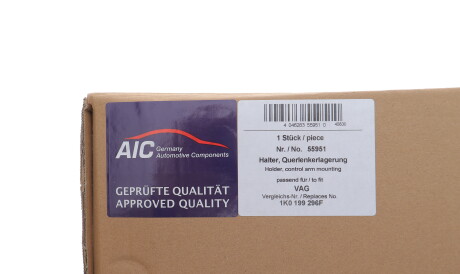 AIC
Germany
Automotive Components
GEPRÜFTE QUALITÄT
APPROVED QUALITY
1 Stück / piece
Nr. / No. 55951
Halter, Querlenkerlagerung
Holder, control arm mounting
passend für / to fit
VAG
Vergleichs-Nr. / Replaces No.
1K0 199 296F